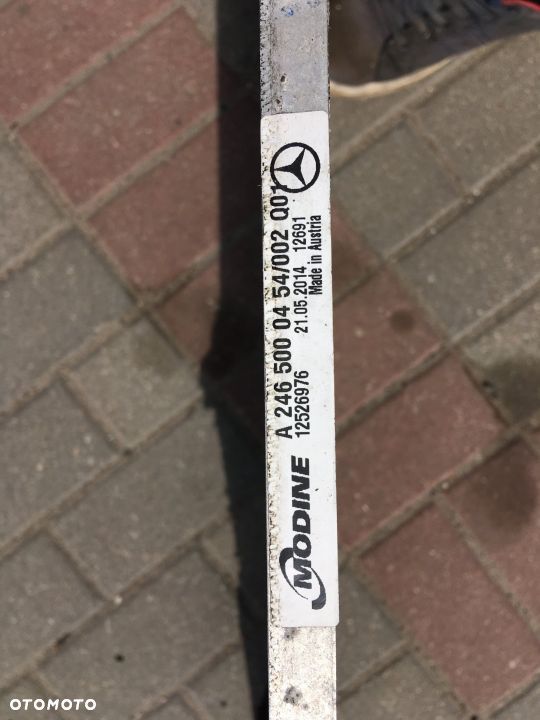 MODINE
A 246 500 04 54/002 Q01
12526976 21.05.2014 12691
Made in Austria
OTOMOTO